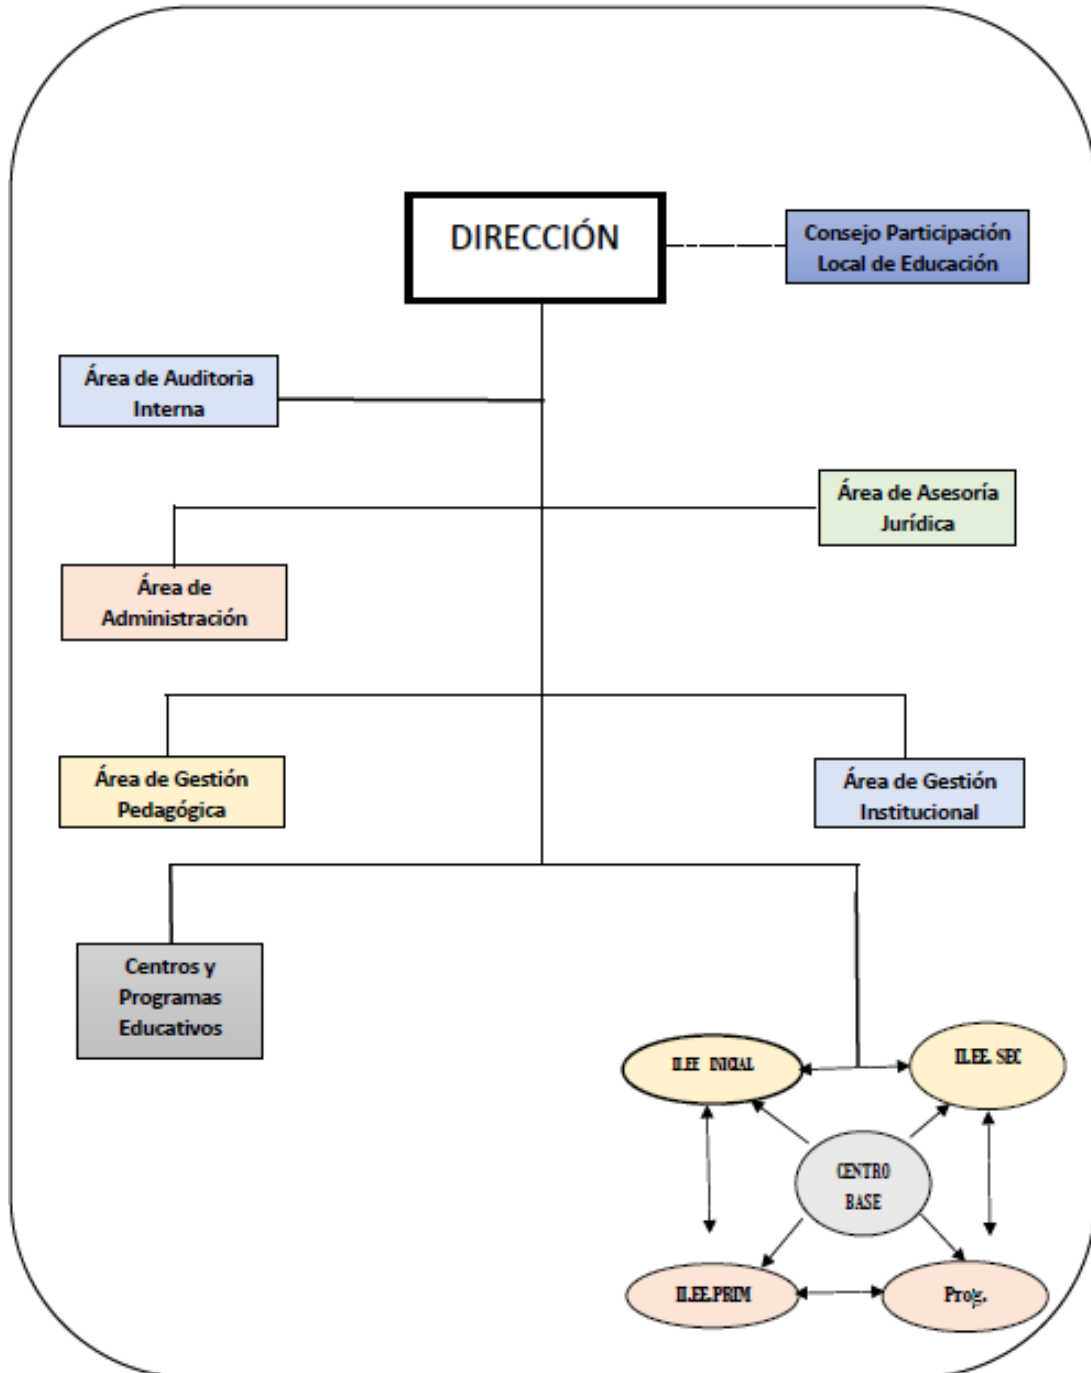 DIRECCIÓN
Consejo Participación
Local de Educación
Área de Auditoria
Interna
Área de Asesoría
Jurídica
Área de
Administración
Área de Gestión
Pedagógica
Área de Gestión
Institucional
Centros y
Programas
Educativos
II.EE INICIAL
II.EE. SEC
CENTRO
BASE
II.EE.PRIM
Prog.